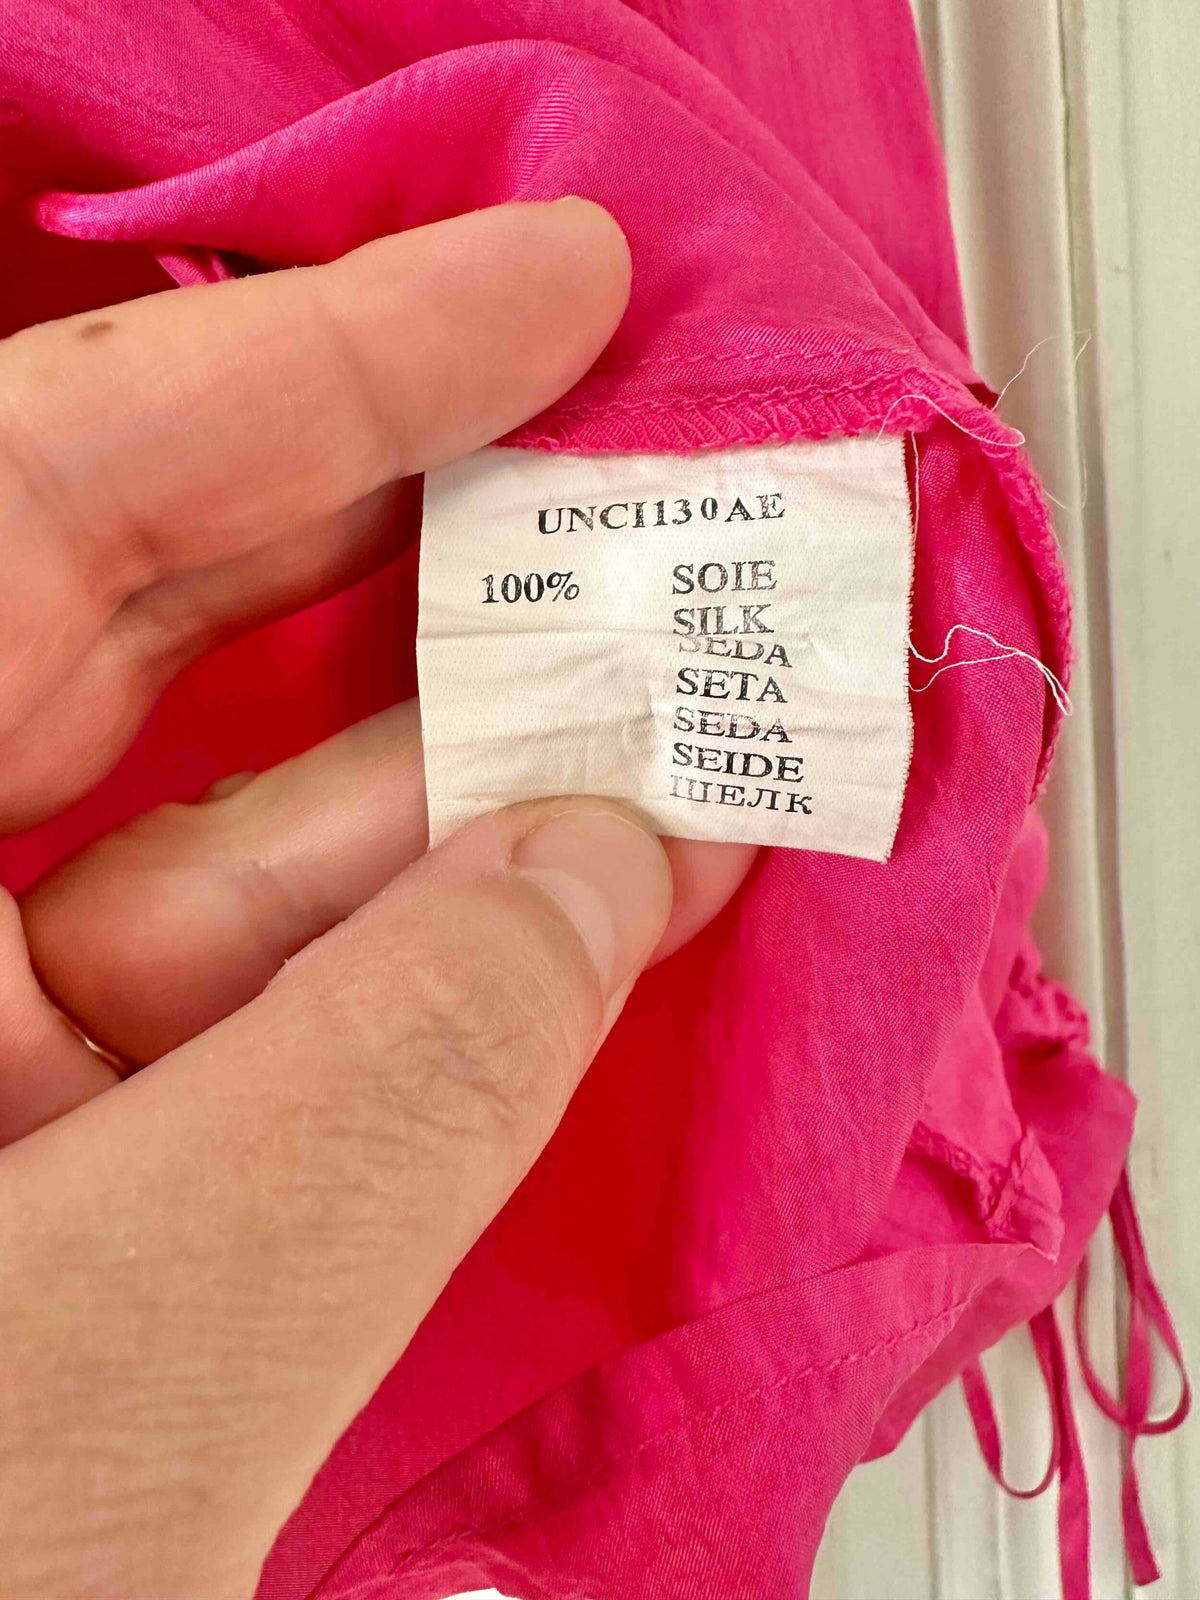 UNCI130AE
100% SOIE
SILK
SEDA
SETA
SEDA
SEIDE
ШЕЛК